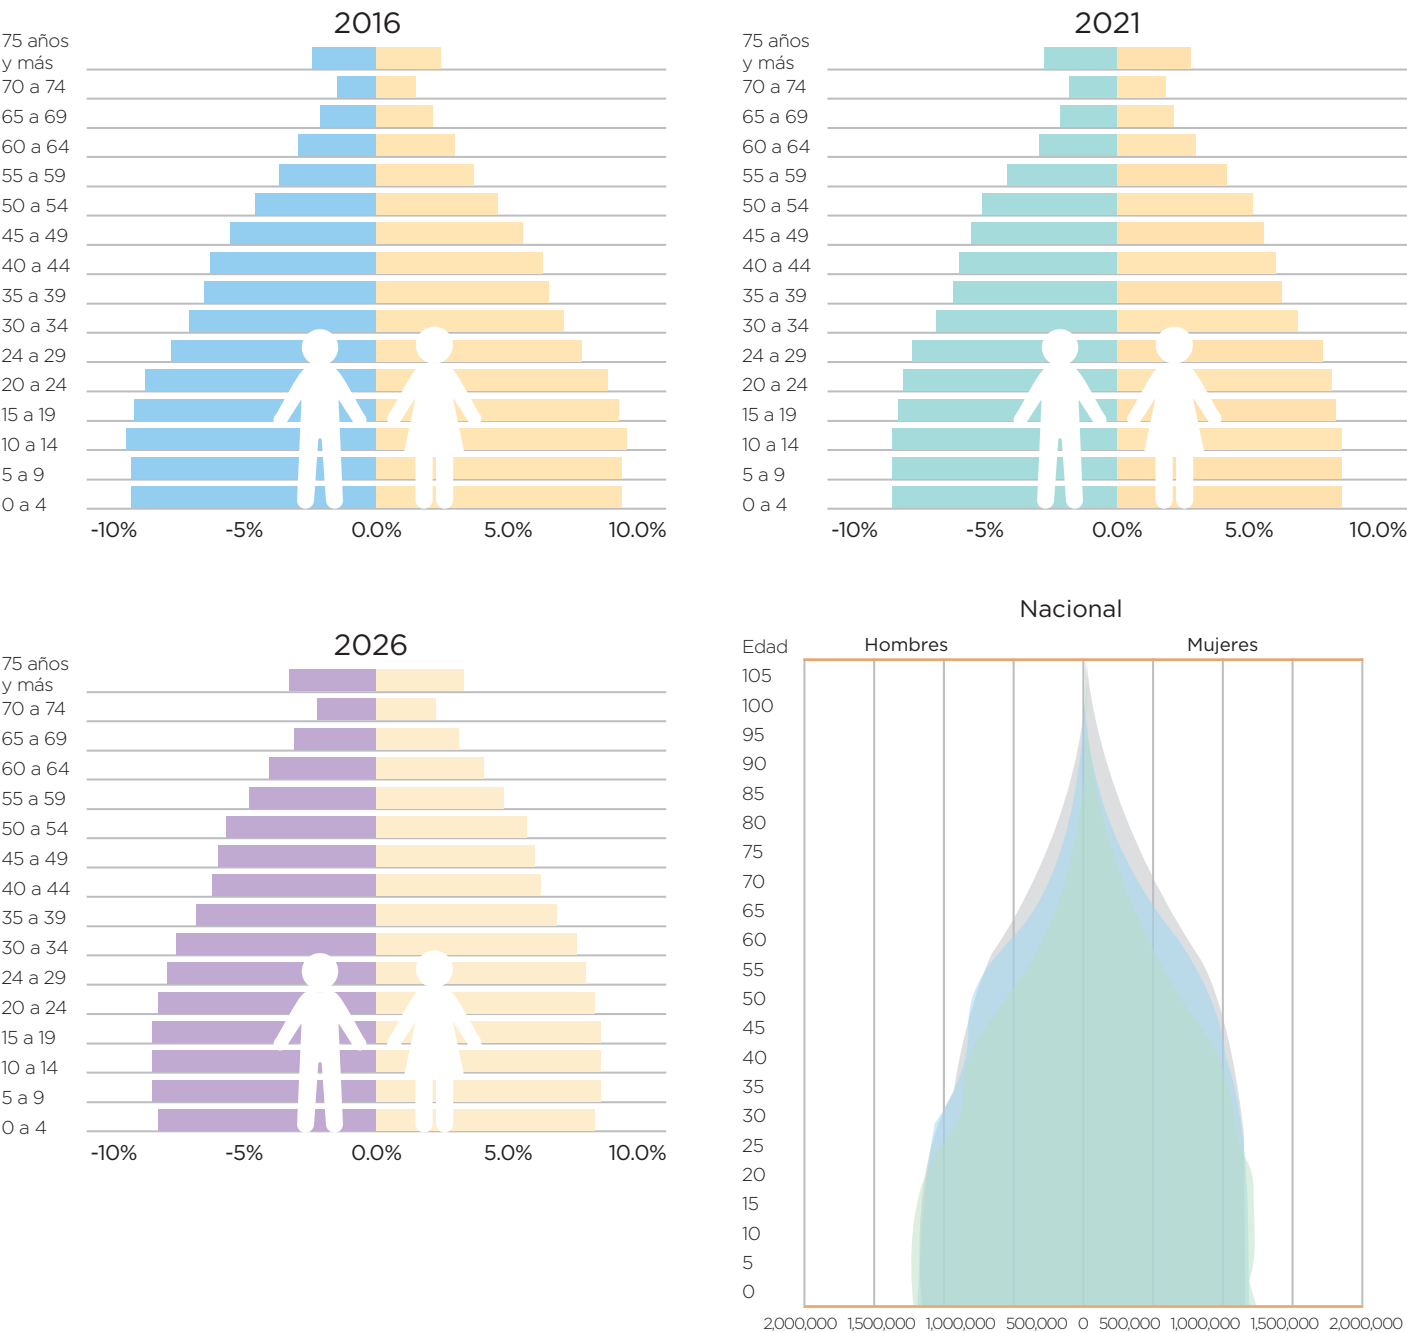 2016
75 años
y más
70 a 74
65 a 69
60 a 64
55 a 59
50 a 54
45 a 49
40 a 44
35 a 39
30 a 34
24 a 29
20 a 24
15 a 19
10 a 14
5 a 9
0 a 4
-10% -5% 0.0% 5.0% 10.0%
2021
75 años
y más
70 a 74
65 a 69
60 a 64
55 a 59
50 a 54
45 a 49
40 a 44
35 a 39
30 a 34
24 a 29
20 a 24
15 a 19
10 a 14
5 a 9
0 a 4
-10% -5% 0.0% 5.0% 10.0%
2026
75 años
y más
70 a 74
65 a 69
60 a 64
55 a 59
50 a 54
45 a 49
40 a 44
35 a 39
30 a 34
24 a 29
20 a 24
15 a 19
10 a 14
5 a 9
0 a 4
-10% -5% 0.0% 5.0% 10.0%
Nacional
Edad Hombres Mujeres
105
100
95
90
85
80
75
70
65
60
55
50
45
40
35
30
25
20
15
10
5
0
2,000,000 1,500,000 1,000,000 500,000 0 500,000 1,000,000 1,500,000 2,000,000